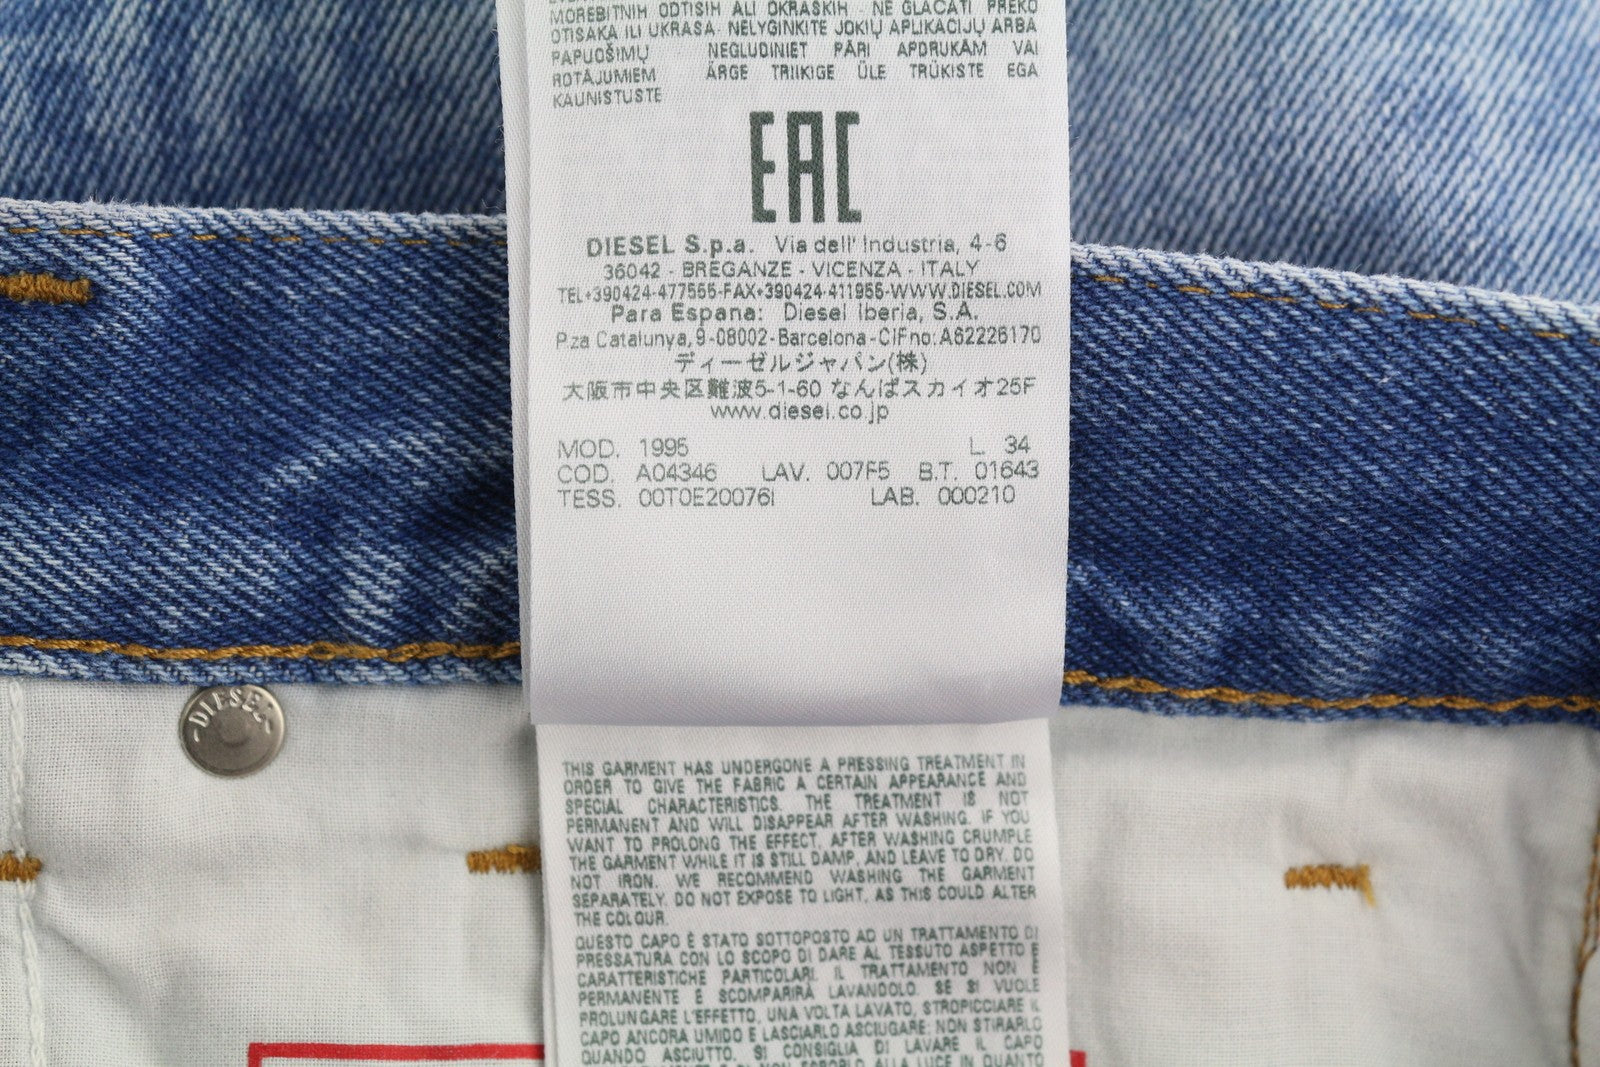 MOREBITNIH ODTISIH ALI OKRASKIH - NE GLAČATI PREKO
OTISAKA ILI UKRASA- NELYGINKITE JOKIŲ APLIKACIJŲ ARBA
PAPUOŠIMŲ NEGLUDINIET PĀRI APDRUKĀM VAI
ROTĀJUMIEM ÄRGE TRIIKIGE ÜLE TRÜKISTE EGA
KAUNISTUSTE
EAC
DIESEL S.p.a. Via dell' Industria, 4-6
36042 - BREGANZE - VICENZA - ITALY
TEL+390424-477555-FAX+390424-411955-WWW.DIESEL.COM
Para Espana: Diesel Iberia, S.A.
P.za Catalunya, 9-08002-Barcelona-CIFno:A62226170
ディーゼルジャパン(株)
大阪市中央区難波5-1-60 なんばスカイオ25F
www.diesel.co.jp
MOD. 1995 L. 34
COD. A04346 LAV. 007F5 B.T. 01643
TESS. 00T0E20076I LAB. 000210
DIESEL
THIS GARMENT HAS UNDERGONE A PRESSING TREATMENT IN
ORDER TO GIVE THE FABRIC A CERTAIN APPEARANCE AND
SPECIAL CHARACTERISTICS. THE TREATMENT IS NOT
PERMANENT AND WILL DISAPPEAR AFTER WASHING. IF YOU
WANT TO PROLONG THE EFFECT, AFTER WASHING CRUMPLE
THE GARMENT WHILE IT IS STILL DAMP, AND LEAVE TO DRY. DO
NOT IRON. WE RECOMMEND WASHING THE GARMENT
SEPARATELY. DO NOT EXPOSE TO LIGHT, AS THIS COULD ALTER
THE COLOUR.
QUESTO CAPO È STATO SOTTOPOSTO AD UN TRATTAMENTO DI
PRESSATURA CON LO SCOPO DI DARE AL TESSUTO ASPETTO E
CARATTERISTICHE PARTICOLARI. IL TRATTAMENTO NON È
PERMANENTE E SCOMPARIRÀ LAVANDOLO. SE SI VUOLE
PROLUNGARE L'EFFETTO, UNA VOLTA LAVATO, STROPICCIARE IL
CAPO ANCORA UMIDO E LASCIARLO ASCIUGARE: NON STIRARLO
QUANDO ASCIUTTO. SI CONSIGLIA DI LAVARE IL CAPO
ESPORLO ALLA LUCE IN QUANTO